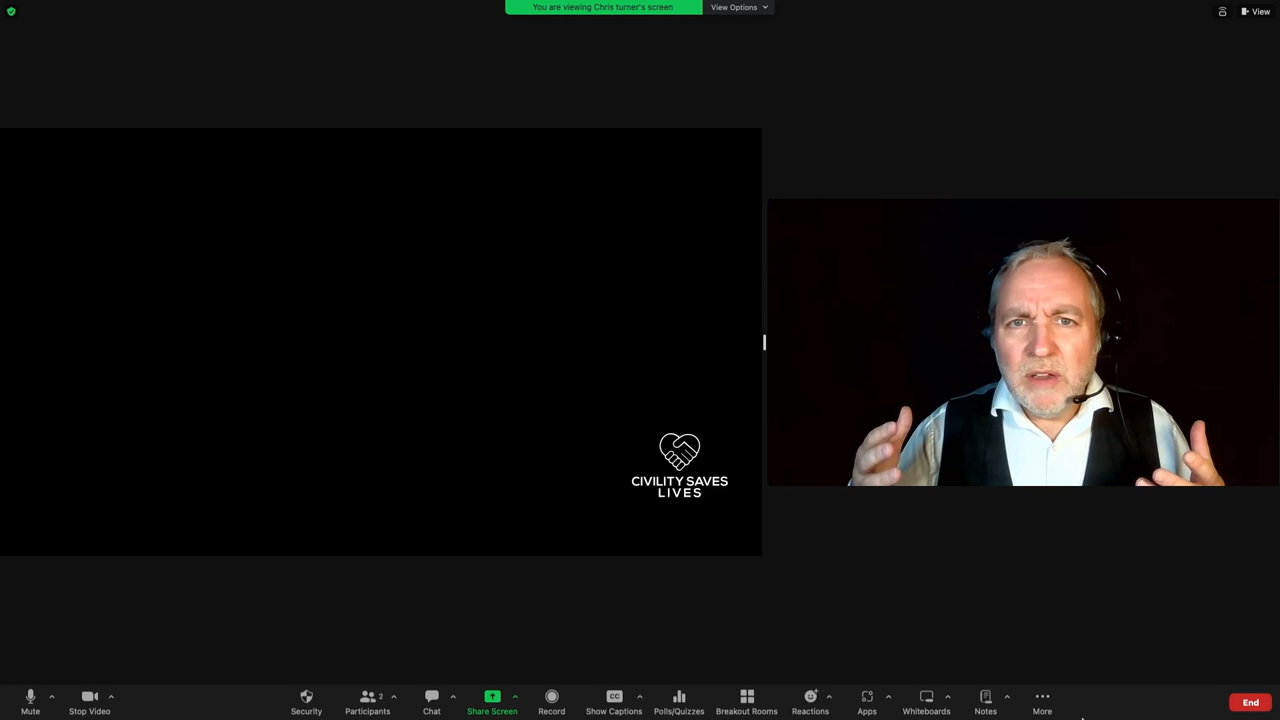 You are viewing Chris turner's screen
View Options
View
CIVILITY SAVES
LIVES
Mute
Stop Video
Security
Participants
2
Chat
Share Screen
Record
CC
Show Captions
Polls/Quizzes
Breakout Rooms
Reactions
Apps
Whiteboards
Notes
More
End